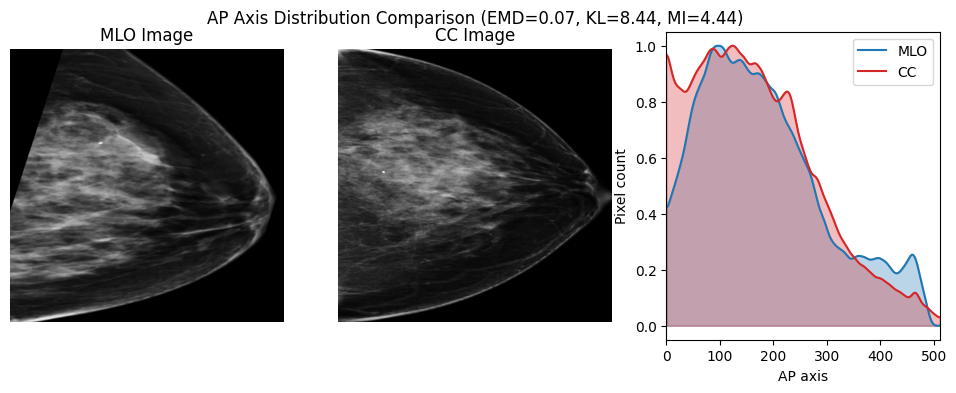 AP Axis Distribution Comparison (EMD=0.07, KL=8.44, MI=4.44)
MLO Image
CC Image
MLO
CC
Pixel count
1.0
0.8
0.6
0.4
0.2
0.0
0 100 200 300 400 500
AP axis